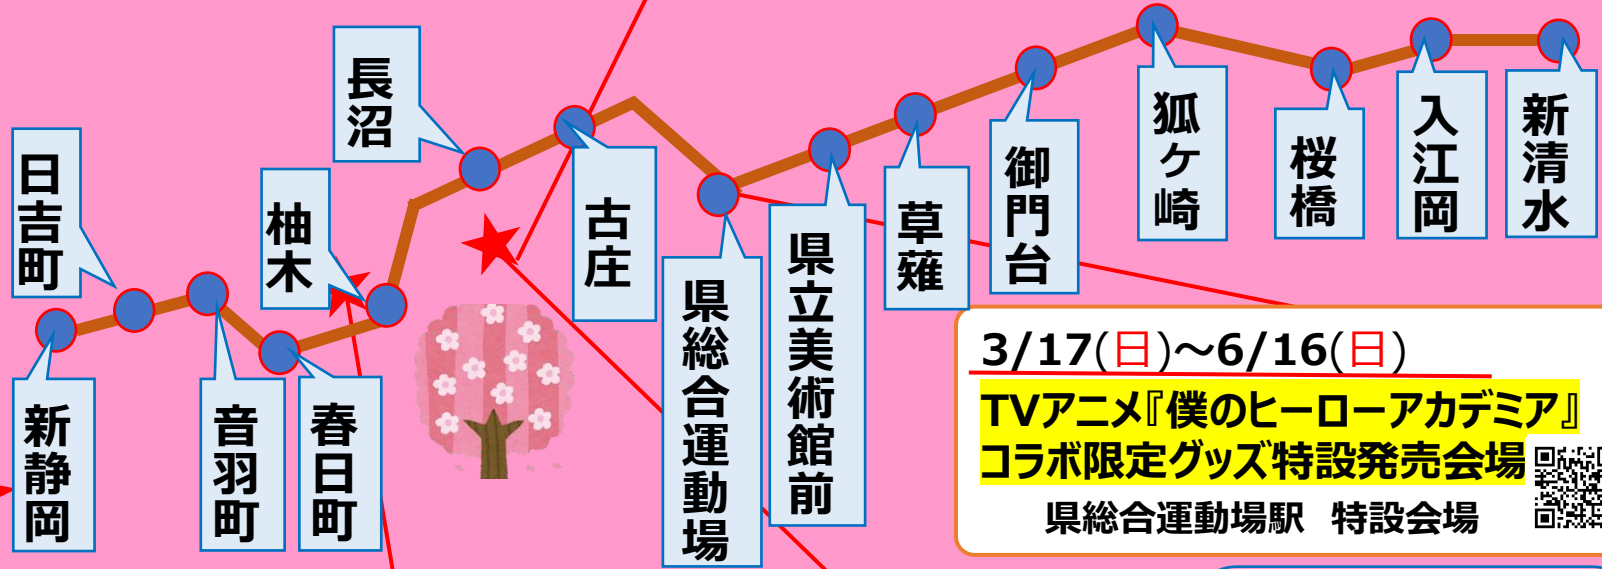 新静岡
日吉町
音羽町
春日町
柚木
長沼
古庄
県総合運動場
県立美術館前
草薙
御門台
狐ケ崎
桜橋
入江岡
新清水
3/17(日)～6/16(日)
TVアニメ『僕のヒーローアカデミア』
コラボ限定グッズ特設発売会場
県総合運動場駅 特設会場